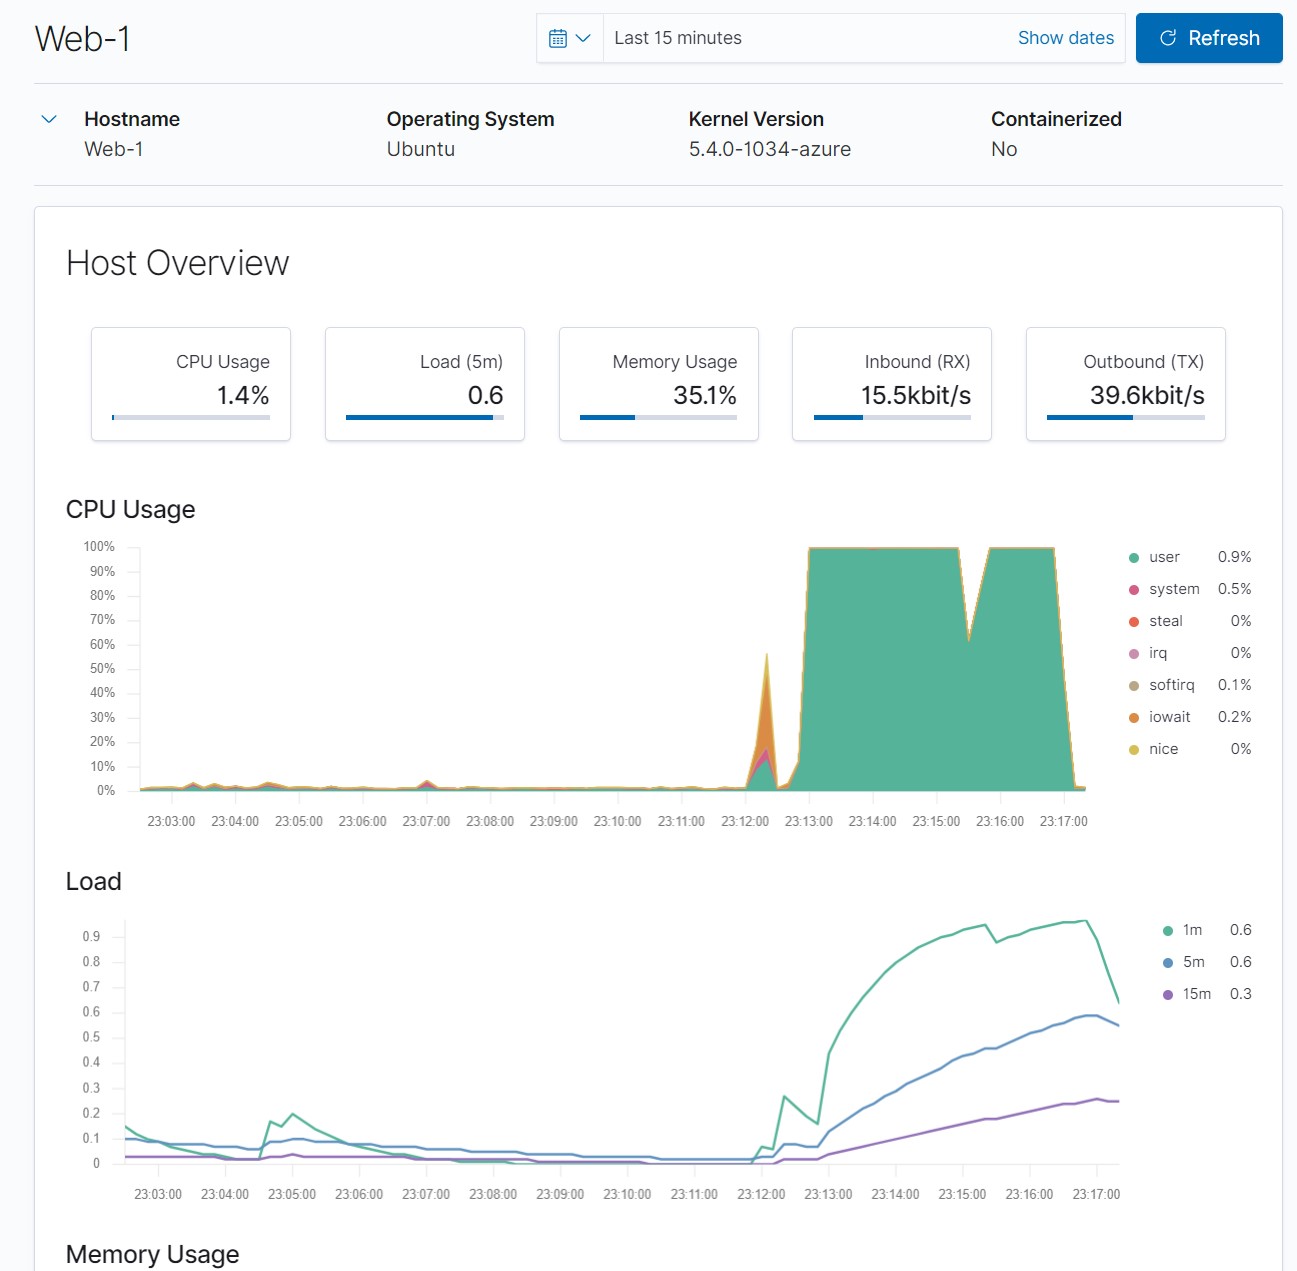 Web-1
Last 15 minutes
Show dates
Refresh
Hostname
Operating System
Kernel Version
Containerized
Web-1
Ubuntu
5.4.0-1034-azure
No
Host Overview
CPU Usage
1.4%
Load (5m)
0.6
Memory Usage
35.1%
Inbound (RX)
15.5kbit/s
Outbound (TX)
39.6kbit/s
CPU Usage
100%
90%
80%
70%
60%
50%
40%
30%
20%
10%
0%
23:03:00 23:04:00 23:05:00 23:06:00 23:07:00 23:08:00 23:09:00 23:10:00 23:11:00 23:12:00 23:13:00 23:14:00 23:15:00 23:16:00 23:17:00
user 0.9%
system 0.5%
steal 0%
irq 0%
softirq 0.1%
iowait 0.2%
nice 0%
Load
0.9
0.8
0.7
0.6
0.5
0.4
0.3
0.2
0.1
0
23:03:00 23:04:00 23:05:00 23:06:00 23:07:00 23:08:00 23:09:00 23:10:00 23:11:00 23:12:00 23:13:00 23:14:00 23:15:00 23:16:00 23:17:00
1m 0.6
5m 0.6
15m 0.3
Memory Usage